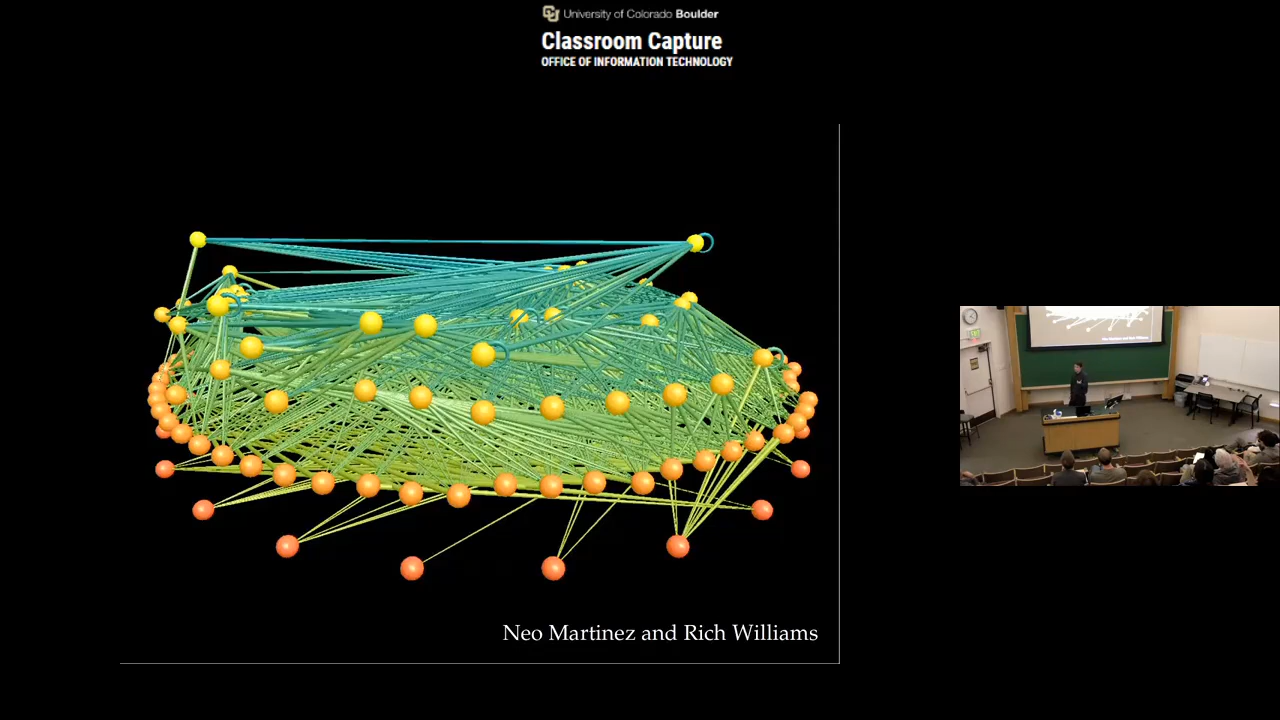 University of Colorado Boulder
Classroom Capture
OFFICE OF INFORMATION TECHNOLOGY
Neo Martinez and Rich Williams